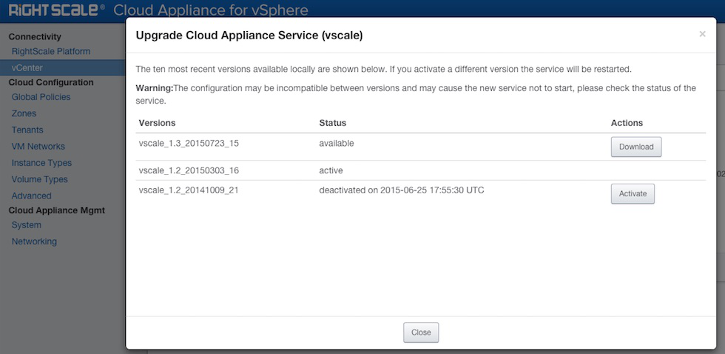 RIGHTSCALE® Cloud Appliance for vSphere
Connectivity
RightScale Platform
vCenter
Cloud Configuration
Global Policies
Zones
Tenants
VM Networks
Instance Types
Volume Types
Advanced
Cloud Appliance Mgmt
System
Networking
Upgrade Cloud Appliance Service (vscale) ×
The ten most recent versions available locally are shown below. If you activate a different version the service will be restarted.
Warning:The configuration may be incompatible between versions and may cause the new service not to start, please check the status of the
service.
Versions Status Actions
vscale_1.3_20150723_15 available Download
vscale_1.2_20150303_16 active
vscale_1.2_20141009_21 deactivated on 2015-06-25 17:55:30 UTC Activate
Close